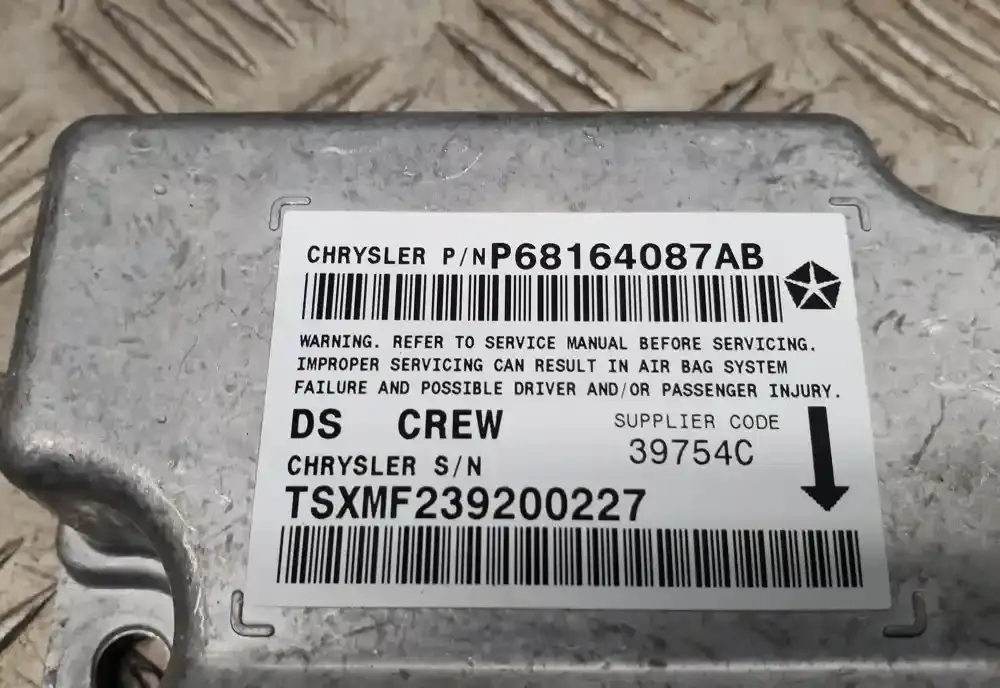 CHRYSLER P/N P68164087AB
WARNING. REFER TO SERVICE MANUAL BEFORE SERVICING.
IMPROPER SERVICING CAN RESULT IN AIR BAG SYSTEM
FAILURE AND POSSIBLE DRIVER AND/OR PASSENGER INJURY.
DS CREW
SUPPLIER CODE
39754C
CHRYSLER S/N
TSXMF239200227